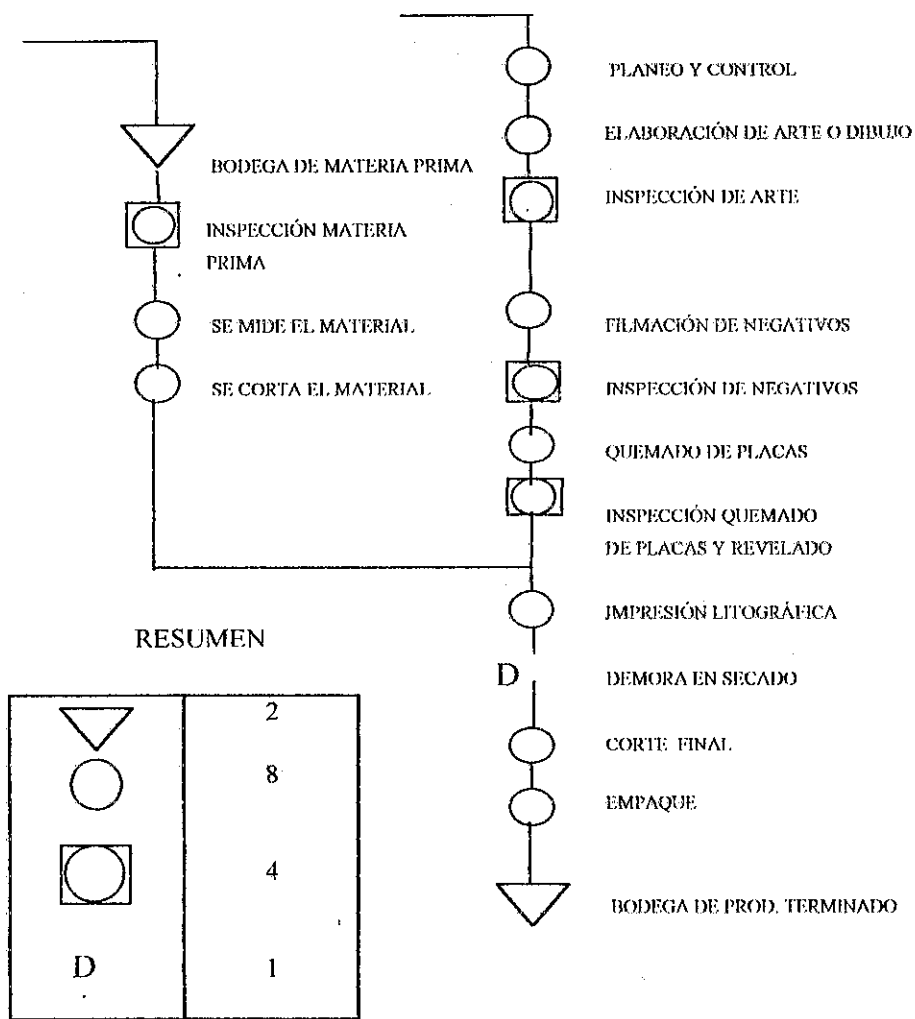 BODEGA DE MATERIA PRIMA
INSPECCIÓN MATERIA
PRIMA
SE MIDE EL MATERIAL
SE CORTA EL MATERIAL
PLANEO Y CONTROL
ELABORACIÓN DE ARTE O DIBUJO
INSPECCIÓN DE ARTE
FILMACIÓN DE NEGATIVOS
INSPECCIÓN DE NEGATIVOS
QUEMADO DE PLACAS
INSPECCIÓN QUEMADO
DE PLACAS Y REVELADO
IMPRESIÓN LITOGRÁFICA
D
DEMORA EN SECADO
CORTE FINAL
EMPAQUE
BODEGA DE PROD. TERMINADO
RESUMEN
2
8
4
D 1